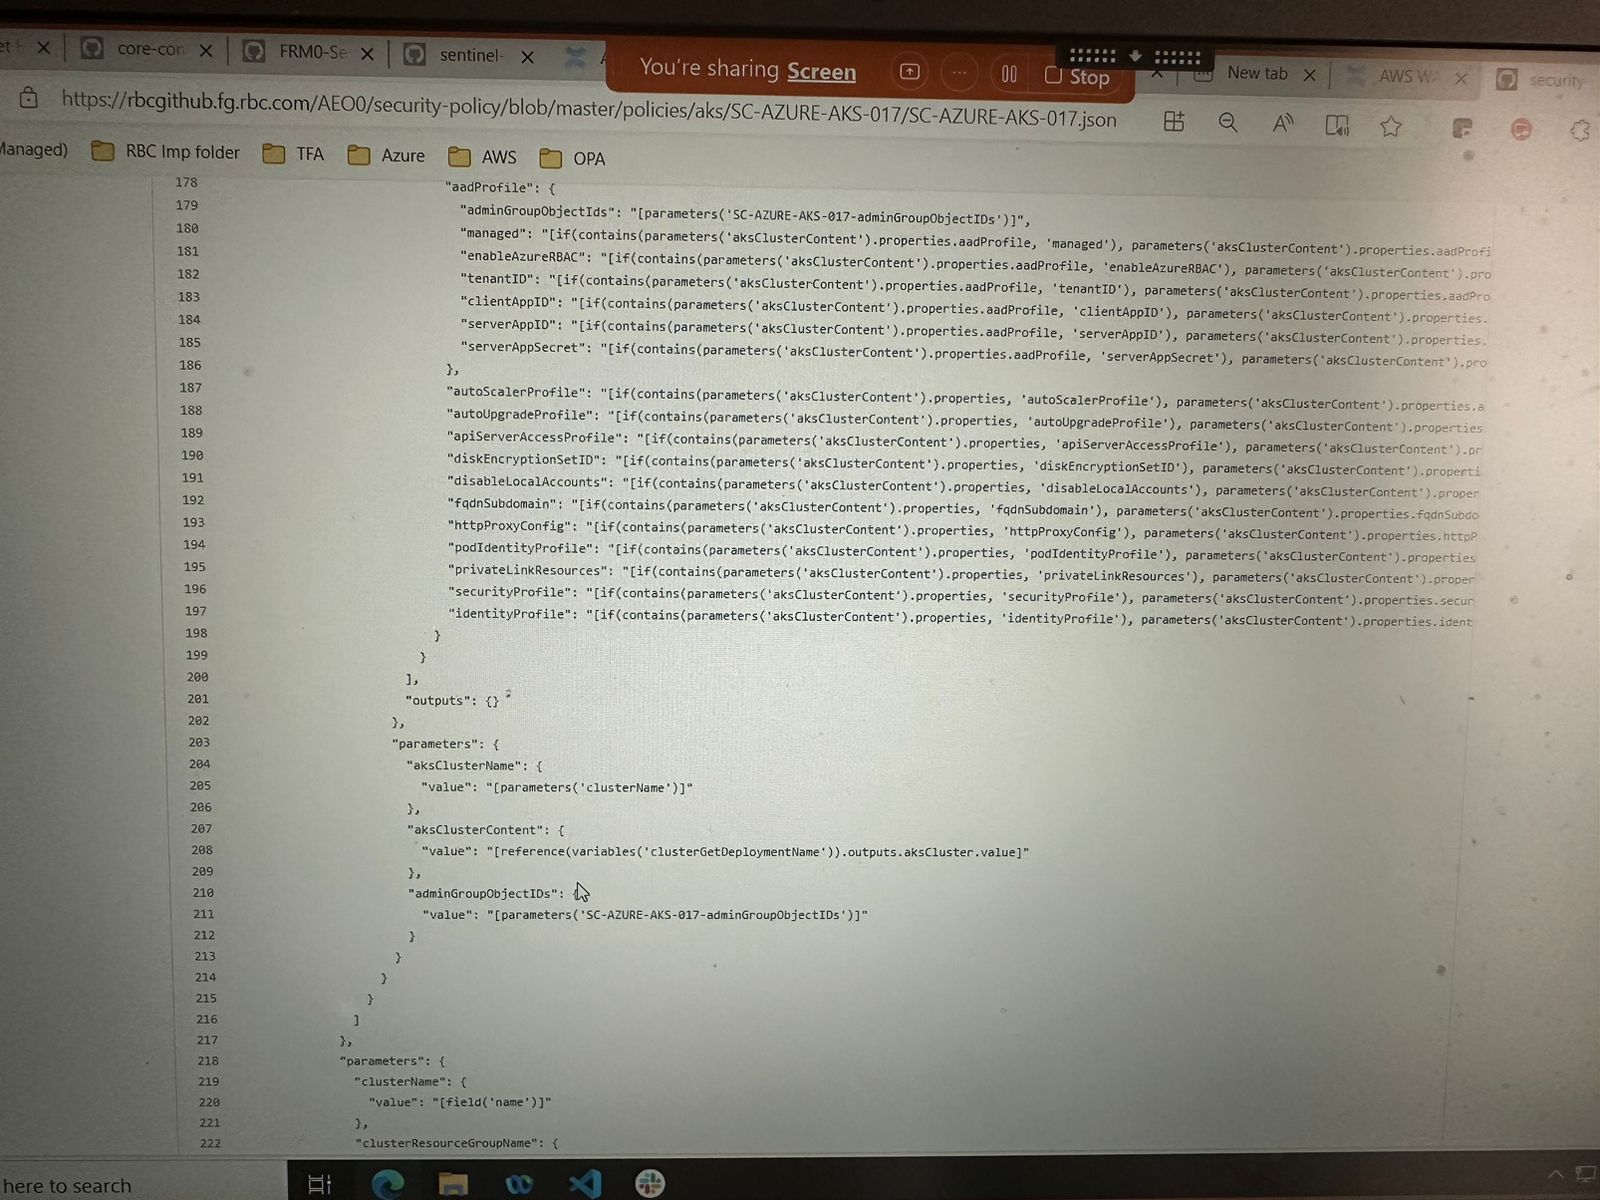 core-con
FRM0-Se
sentinel-
You're sharing Screen
Stop
New tab
AWS W
security-
https://rbcgithub.fg.rbc.com/AEO0/security-policy/blob/master/policies/aks/SC-AZURE-AKS-017/SC-AZURE-AKS-017.json
Managed)
RBC Imp folder
TFA
Azure
AWS
OPA
178 "aadProfile": {
179 "adminGroupObjectIds": "[parameters('SC-AZURE-AKS-017-adminGroupObjectIDs')]",
180 "managed": "[if(contains(parameters('aksClusterContent').properties.aadProfile, 'managed'), parameters('aksClusterContent').properties.aadProfi
181 "enableAzureRBAC": "[if(contains(parameters('aksClusterContent').properties.aadProfile, 'enableAzureRBAC'), parameters('aksClusterContent').pro
182 "tenantID": "[if(contains(parameters('aksClusterContent').properties.aadProfile, 'tenantID'), parameters('aksClusterContent').properties.aadPro
183 "clientAppID": "[if(contains(parameters('aksClusterContent').properties.aadProfile, 'clientAppID'), parameters('aksClusterContent').properties.
184 "serverAppID": "[if(contains(parameters('aksClusterContent').properties.aadProfile, 'serverAppID'), parameters('aksClusterContent').properties.
185 "serverAppSecret": "[if(contains(parameters('aksClusterContent').properties.aadProfile, 'serverAppSecret'), parameters('aksClusterContent').pro
186 },
187 "autoScalerProfile": "[if(contains(parameters('aksClusterContent').properties, 'autoScalerProfile'), parameters('aksClusterContent').properties.a
188 "autoUpgradeProfile": "[if(contains(parameters('aksClusterContent').properties, 'autoUpgradeProfile'), parameters('aksClusterContent').properties
189 "apiServerAccessProfile": "[if(contains(parameters('aksClusterContent').properties, 'apiServerAccessProfile'), parameters('aksClusterContent').pr
190 "diskEncryptionSetID": "[if(contains(parameters('aksClusterContent').properties, 'diskEncryptionSetID'), parameters('aksClusterContent').properti
191 "disableLocalAccounts": "[if(contains(parameters('aksClusterContent').properties, 'disableLocalAccounts'), parameters('aksClusterContent').proper
192 "fqdnSubdomain": "[if(contains(parameters('aksClusterContent').properties, 'fqdnSubdomain'), parameters('aksClusterContent').properties.fqdnSubdo
193 "httpProxyConfig": "[if(contains(parameters('aksClusterContent').properties, 'httpProxyConfig'), parameters('aksClusterContent').properties.httpP
194 "podIdentityProfile": "[if(contains(parameters('aksClusterContent').properties, 'podIdentityProfile'), parameters('aksClusterContent').properties
195 "privateLinkResources": "[if(contains(parameters('aksClusterContent').properties, 'privateLinkResources'), parameters('aksClusterContent').proper
196 "securityProfile": "[if(contains(parameters('aksClusterContent').properties, 'securityProfile'), parameters('aksClusterContent').properties.secur
197 "identityProfile": "[if(contains(parameters('aksClusterContent').properties, 'identityProfile'), parameters('aksClusterContent').properties.ident
198 }
199 }
200 ],
201 "outputs": {}
202 },
203 "parameters": {
204 "aksClusterName": {
205 "value": "[parameters('clusterName')]"
206 },
207 "aksClusterContent": {
208 "value": "[reference(variables('clusterGetDeploymentName')).outputs.aksCluster.value]"
209 },
210 "adminGroupObjectIDs": {
211 "value": "[parameters('SC-AZURE-AKS-017-adminGroupObjectIDs')]"
212 }
213 }
214 }
215 }
216 ]
217 },
218 "parameters": {
219 "clusterName": {
220 "value": "[field('name')]"
221 },
222 "clusterResourceGroupName": {
here to search